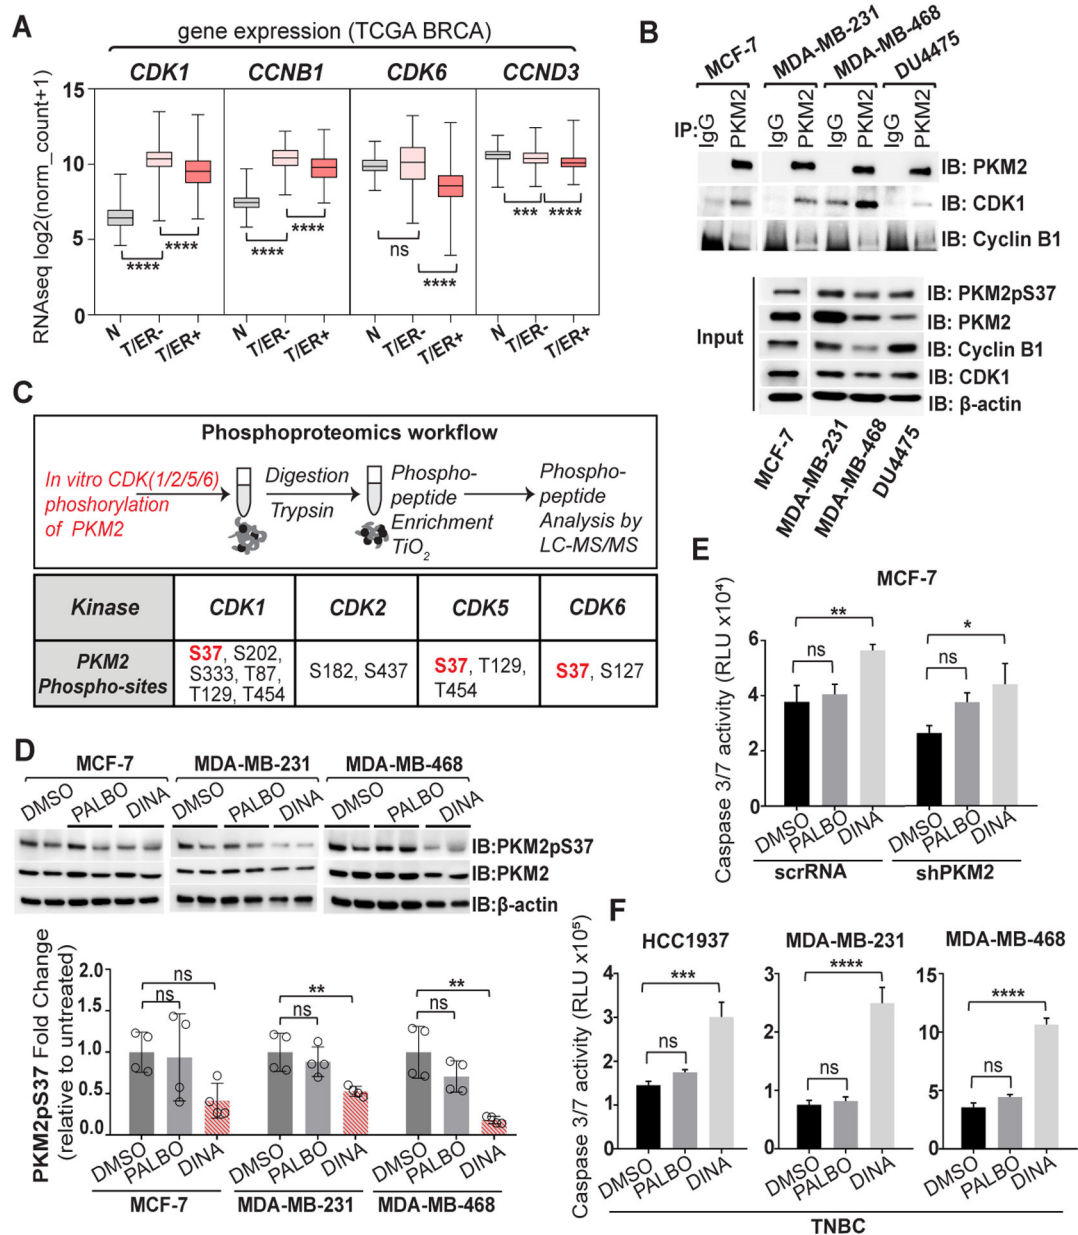 A
gene expression (TCGA BRCA)
CDK1 CCNB1 CDK6 CCND3
RNAseq log2(norm_count+1)
15
10
5
0
**** **** **** **** ns **** *** ****
N T/ER- T/ER+ N T/ER- T/ER+ N T/ER- T/ER+ N T/ER- T/ER+
B
MCF-7 MDA-MB-231 MDA-MB-468 DU4475
IP: IgG PKM2 IgG PKM2 IgG PKM2 IgG PKM2
IB: PKM2
IB: CDK1
IB: Cyclin B1
Input
IB: PKM2pS37
IB: PKM2
IB: Cyclin B1
IB: CDK1
IB: β-actin
MCF-7 MDA-MB-231 MDA-MB-468 DU4475
C
Phosphoproteomics workflow
In vitro CDK(1/2/5/6)
phoshorylation
of PKM2
Digestion
Trypsin
Phospho-
peptide
Enrichment
TiO2
Phospho-
peptide
Analysis by
LC-MS/MS
Kinase CDK1 CDK2 CDK5 CDK6
PKM2
Phospho-sites
S37, S202,
S333, T87,
T129, T454
S182, S437
S37, T129,
T454
S37, S127
D
MCF-7 MDA-MB-231 MDA-MB-468
DMSO PALBO DINA DMSO PALBO DINA DMSO PALBO DINA
IB:PKM2pS37
IB:PKM2
IB:β-actin
PKM2pS37 Fold Change
(relative to untreated)
2.0
1.5
1.0
0.5
0.0
ns ns ns ** ns **
DMSO PALBO DINA DMSO PALBO DINA DMSO PALBO DINA
MCF-7 MDA-MB-231 MDA-MB-468
E
MCF-7
Caspase 3/7 activity (RLU x10⁴)
6
4
2
0
ns ** ns *
DMSO PALBO DINA DMSO PALBO DINA
scrRNA shPKM2
F
HCC1937 MDA-MB-231 MDA-MB-468
Caspase 3/7 activity (RLU x10⁵)
4
3
2
1
0
ns ***
3
2
1
0
ns ****
15
10
5
0
ns ****
DMSO PALBO DINA DMSO PALBO DINA DMSO PALBO DINA
TNBC